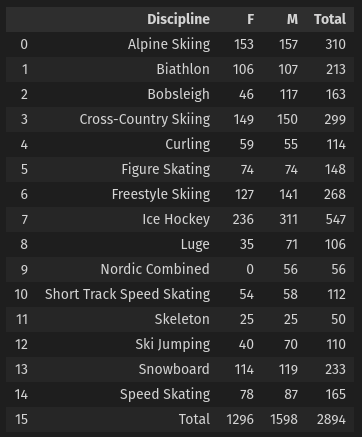 Discipline F M Total
0 Alpine Skiing 153 157 310
1 Biathlon 106 107 213
2 Bobsleigh 46 117 163
3 Cross-Country Skiing 149 150 299
4 Curling 59 55 114
5 Figure Skating 74 74 148
6 Freestyle Skiing 127 141 268
7 Ice Hockey 236 311 547
8 Luge 35 71 106
9 Nordic Combined 0 56 56
10 Short Track Speed Skating 54 58 112
11 Skeleton 25 25 50
12 Ski Jumping 40 70 110
13 Snowboard 114 119 233
14 Speed Skating 78 87 165
15 Total 1296 1598 2894